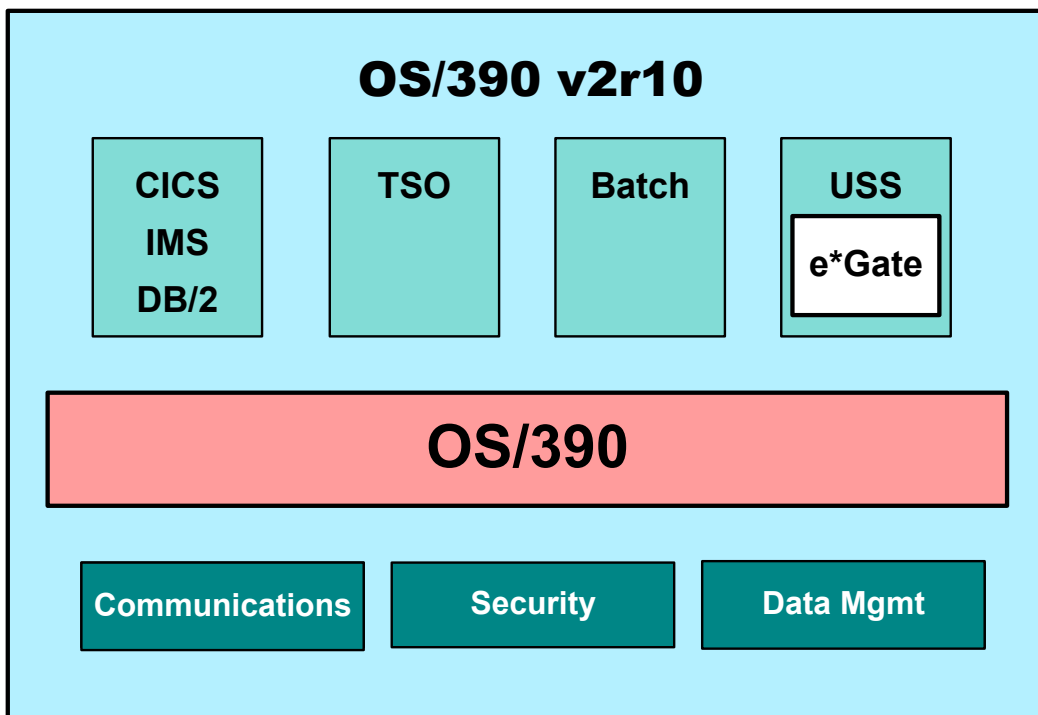 OS/390 v2r10
CICS
IMS
DB/2
TSO
Batch
USS
e*Gate
OS/390
Communications
Security
Data Mgmt